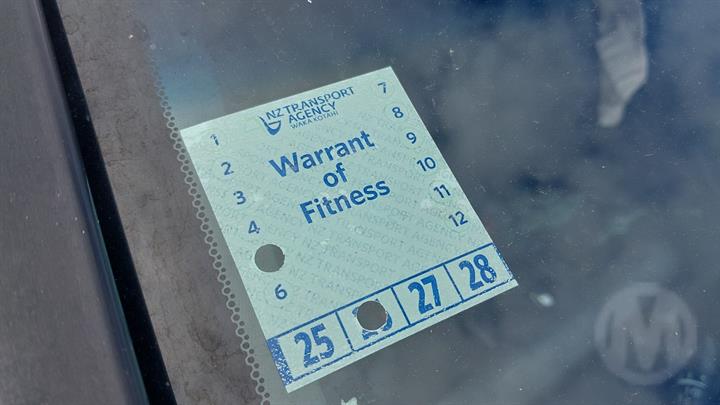 NZ TRANSPORT
AGENCY
WAKA KOTAHI
Warrant
of
Fitness
1
2
3
4
6
7
8
9
10
11
12
25 27 28
M